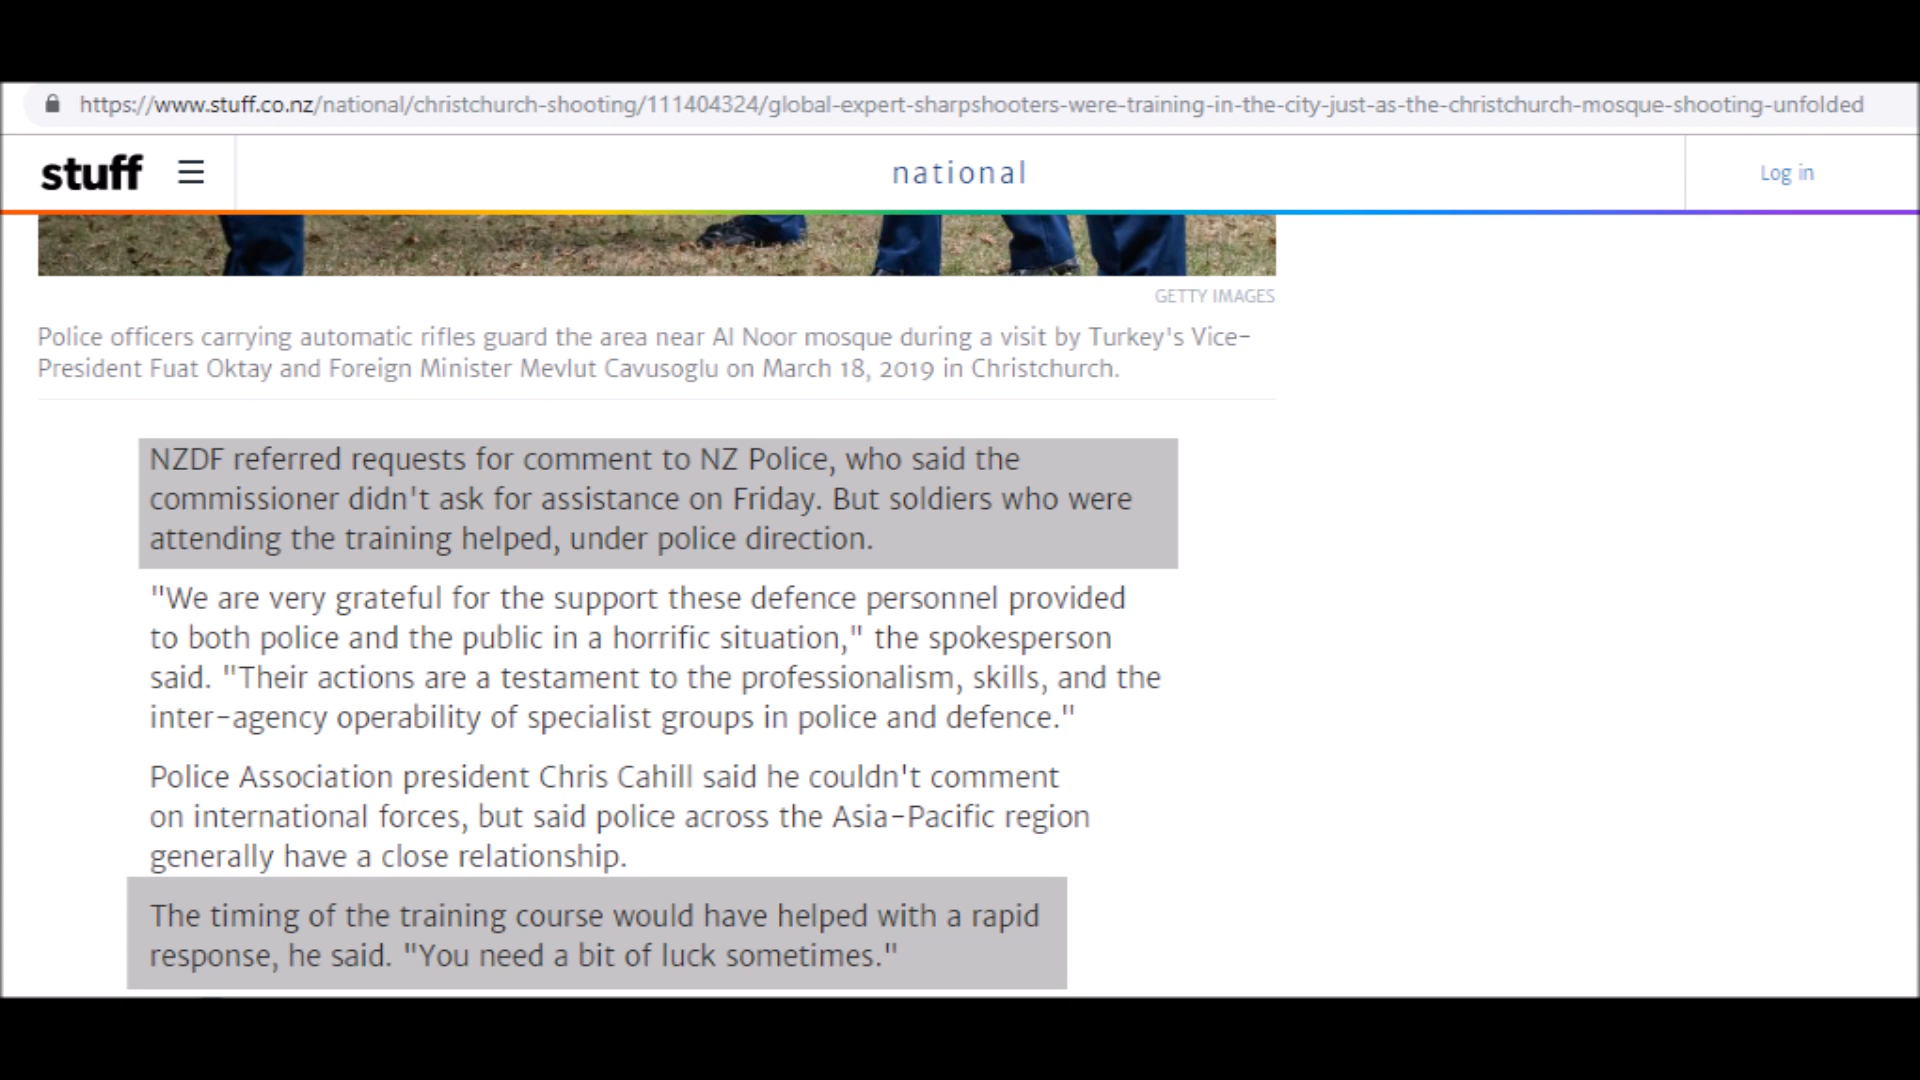 https://www.stuff.co.nz/national/christchurch-shooting/111404324/global-expert-sharpshooters-were-training-in-the-city-just-as-the-christchurch-mosque-shooting-unfolded
stuff
national
Log in
GETTY IMAGES
Police officers carrying automatic rifles guard the area near Al Noor mosque during a visit by Turkey's Vice-
President Fuat Oktay and Foreign Minister Mevlut Cavusoglu on March 18, 2019 in Christchurch.
NZDF referred requests for comment to NZ Police, who said the
commissioner didn't ask for assistance on Friday. But soldiers who were
attending the training helped, under police direction.
"We are very grateful for the support these defence personnel provided
to both police and the public in a horrific situation," the spokesperson
said. "Their actions are a testament to the professionalism, skills, and the
inter-agency operability of specialist groups in police and defence."
Police Association president Chris Cahill said he couldn't comment
on international forces, but said police across the Asia-Pacific region
generally have a close relationship.
The timing of the training course would have helped with a rapid
response, he said. "You need a bit of luck sometimes."